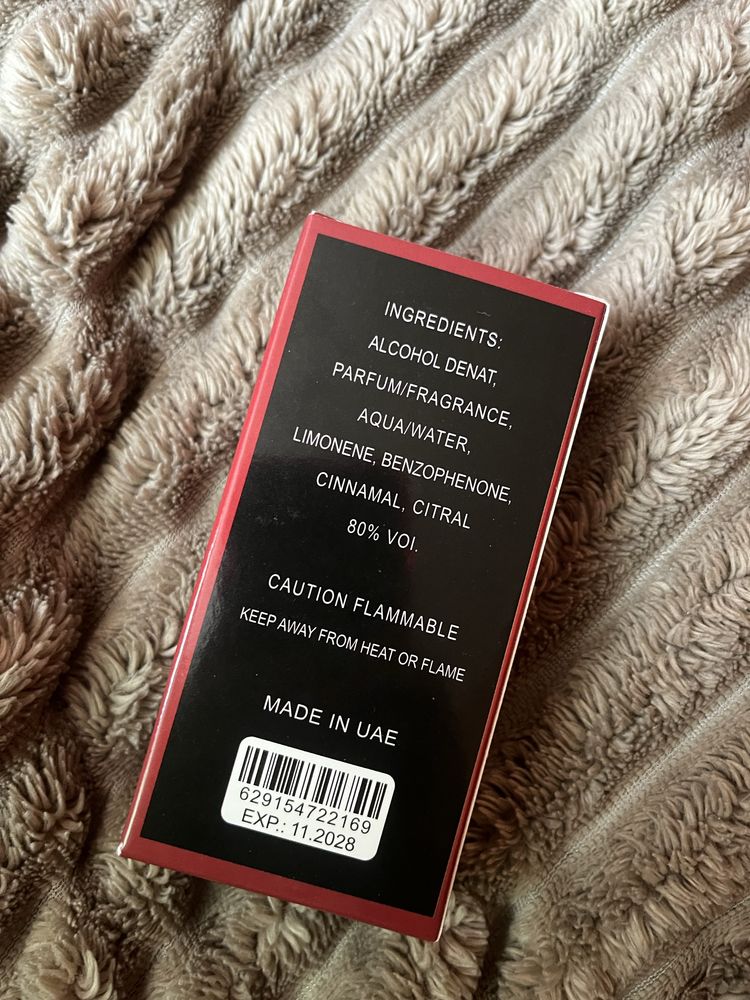 INGREDIENTS:
ALCOHOL DENAT,
PARFUM/FRAGRANCE,
AQUA/WATER,
LIMONENE, BENZOPHENONE,
CINNAMAL, CITRAL
80% VOI.
CAUTION FLAMMABLE
KEEP AWAY FROM HEAT OR FLAME
MADE IN UAE
629154722169
EXP.: 11.2028